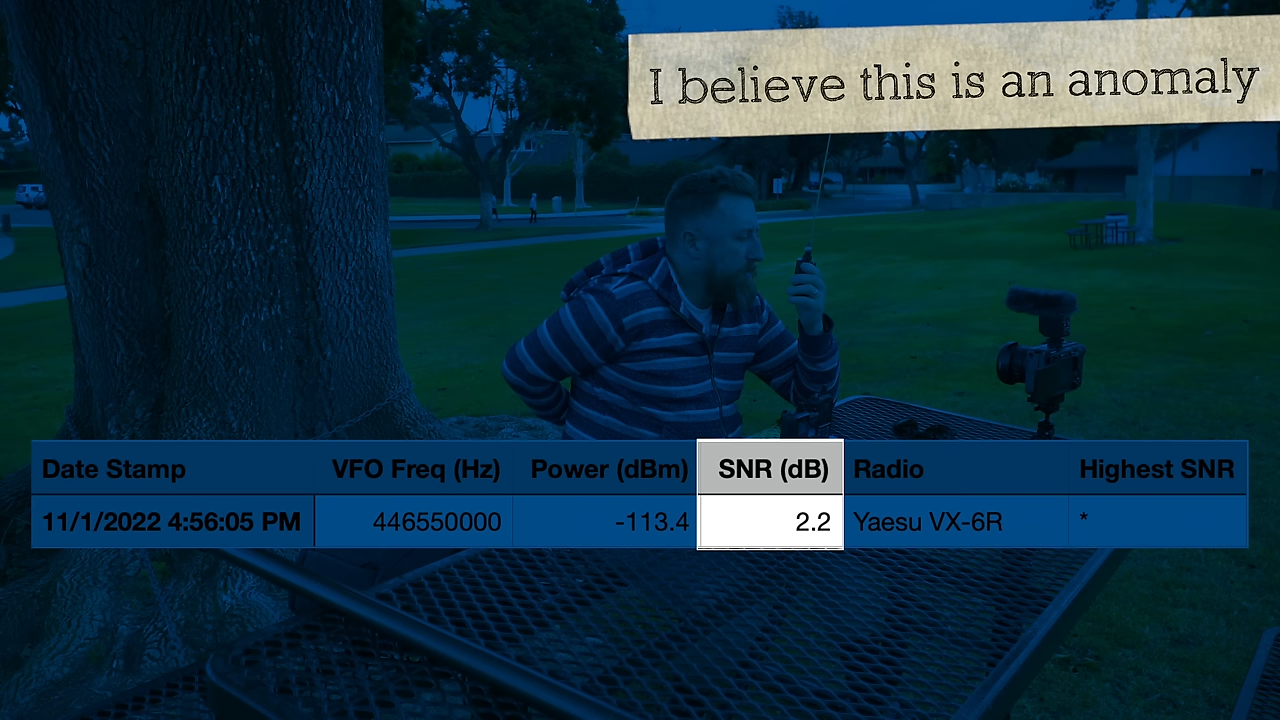 I believe this is an anomaly
Date Stamp VFO Freq (Hz) Power (dBm) SNR (dB) Radio Highest SNR
11/1/2022 4:56:05 PM 446550000 -113.4 2.2 Yaesu VX-6R *